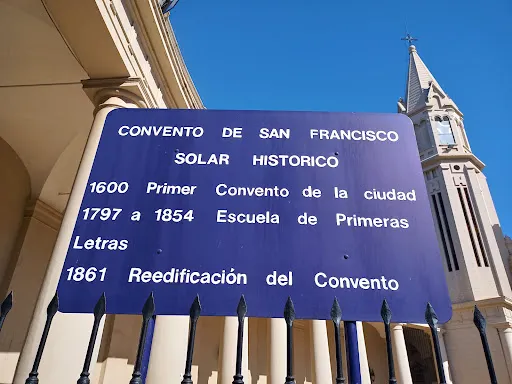 CONVENTO DE SAN FRANCISCO
SOLAR HISTORICO
1600 Primer Convento de la ciudad
1797 a 1854 Escuela de Primeras
Letras
1861 Reedificación del Convento